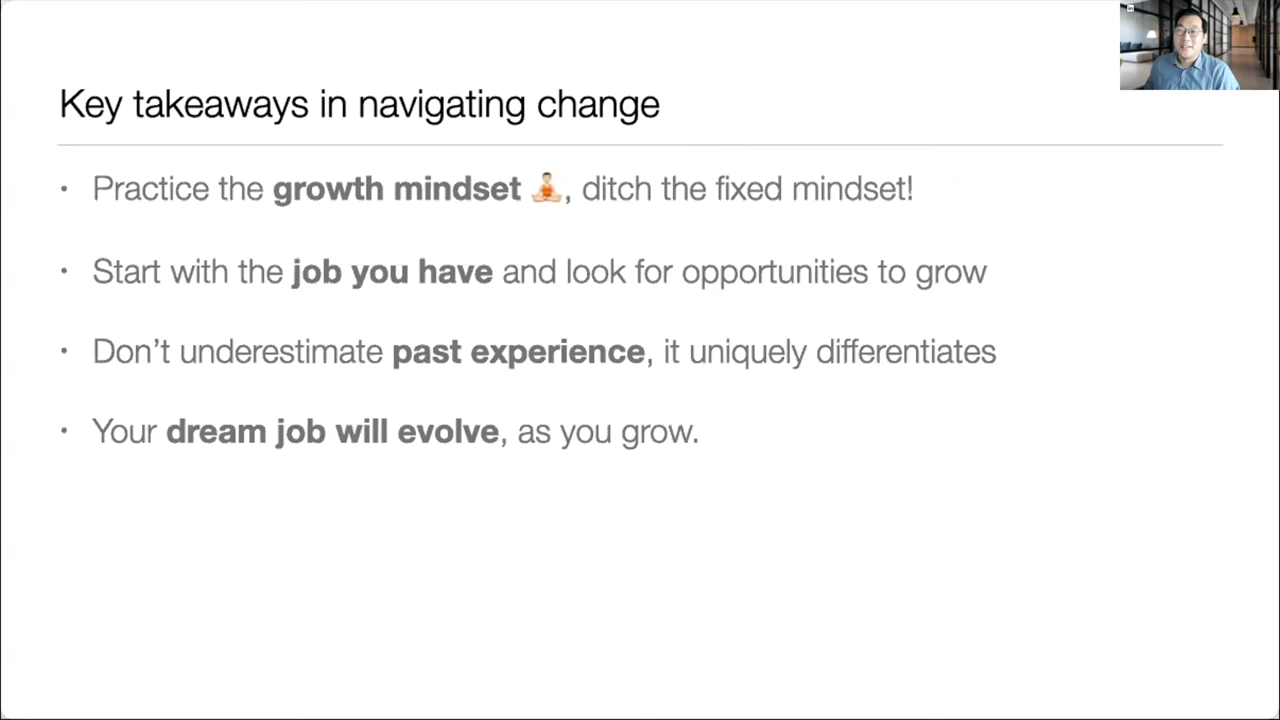 Key takeaways in navigating change
• Practice the growth mindset 🧘, ditch the fixed mindset!
• Start with the job you have and look for opportunities to grow
• Don’t underestimate past experience, it uniquely differentiates
• Your dream job will evolve, as you grow.